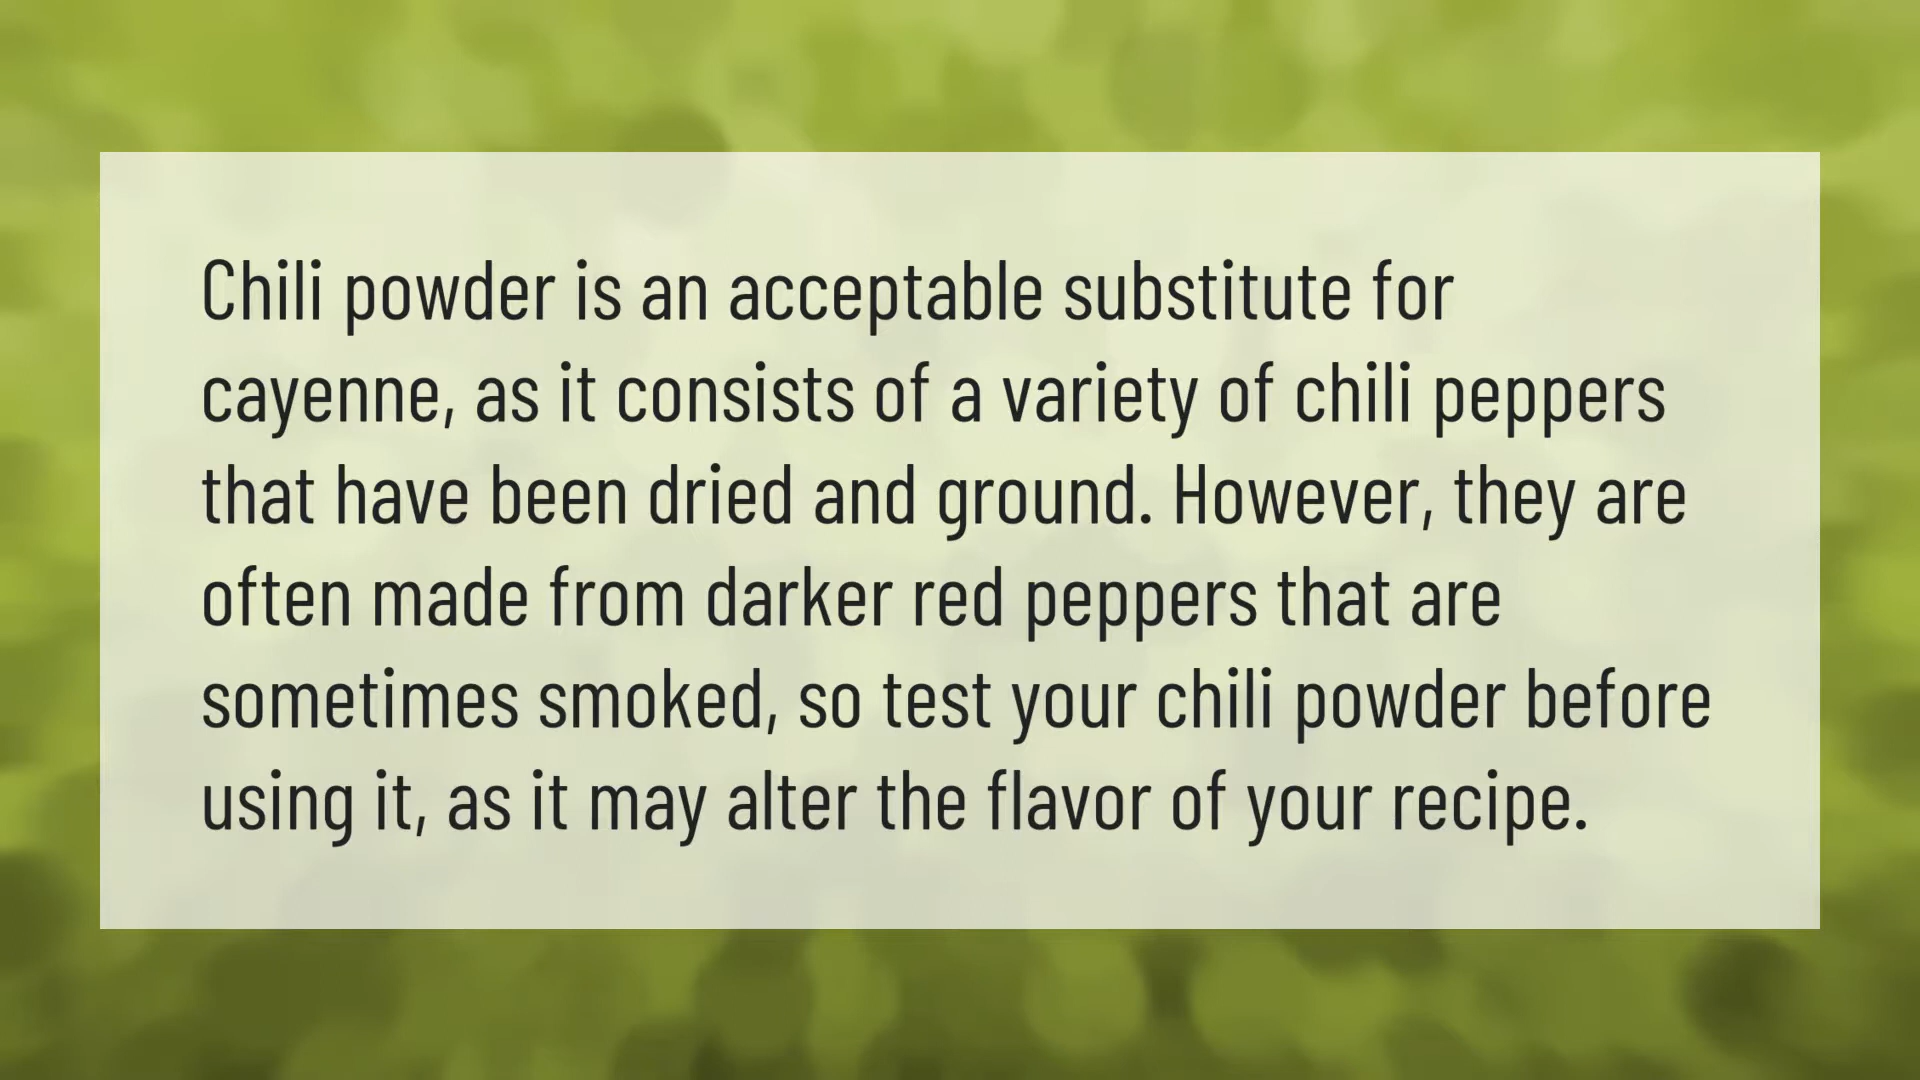 Chili powder is an acceptable substitute for
cayenne, as it consists of a variety of chili peppers
that have been dried and ground. However, they are
often made from darker red peppers that are
sometimes smoked, so test your chili powder before
using it, as it may alter the flavor of your recipe.